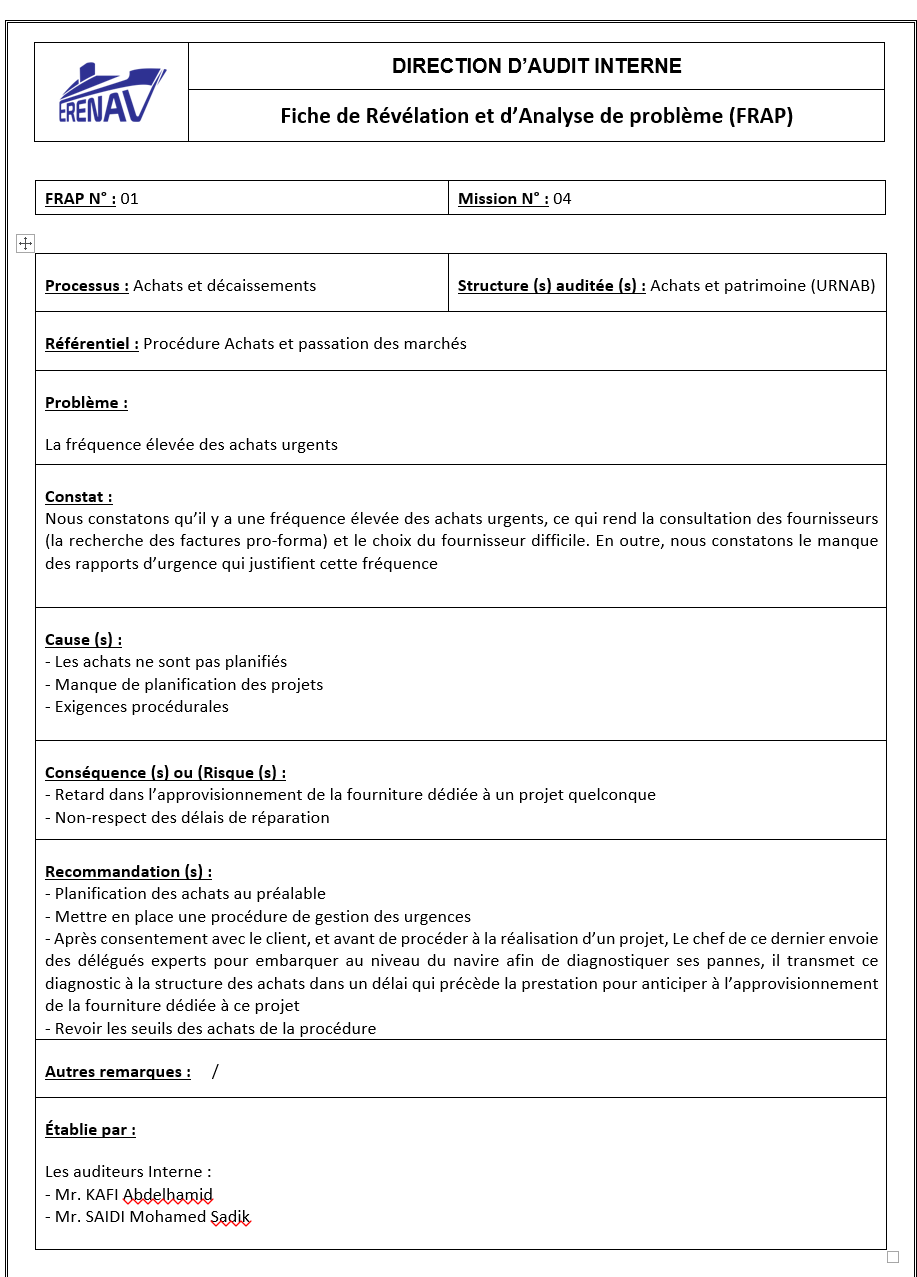 ERENAV
DIRECTION D’AUDIT INTERNE
Fiche de Révélation et d’Analyse de problème (FRAP)
FRAP N° : 01
Mission N° : 04
Processus : Achats et décaissements
Structure (s) auditée (s) : Achats et patrimoine (URNAB)
Référentiel : Procédure Achats et passation des marchés
Problème :
La fréquence élevée des achats urgents
Constat :
Nous constatons qu’il y a une fréquence élevée des achats urgents, ce qui rend la consultation des fournisseurs
(la recherche des factures pro-forma) et le choix du fournisseur difficile. En outre, nous constatons le manque
des rapports d’urgence qui justifient cette fréquence
Cause (s) :
- Les achats ne sont pas planifiés
- Manque de planification des projets
- Exigences procédurales
Conséquence (s) ou (Risque (s) :
- Retard dans l’approvisionnement de la fourniture dédiée à un projet quelconque
- Non-respect des délais de réparation
Recommandation (s) :
- Planification des achats au préalable
- Mettre en place une procédure de gestion des urgences
- Après consentement avec le client, et avant de procéder à la réalisation d’un projet, Le chef de ce dernier envoie
des délégués experts pour embarquer au niveau du navire afin de diagnostiquer ses pannes, il transmet ce
diagnostic à la structure des achats dans un délai qui précède la prestation pour anticiper à l’approvisionnement
de la fourniture dédiée à ce projet
- Revoir les seuils des achats de la procédure
Autres remarques : /
Établie par :
Les auditeurs Interne :
- Mr. KAFI Abdelhamid
- Mr. SAIDI Mohamed Sadik